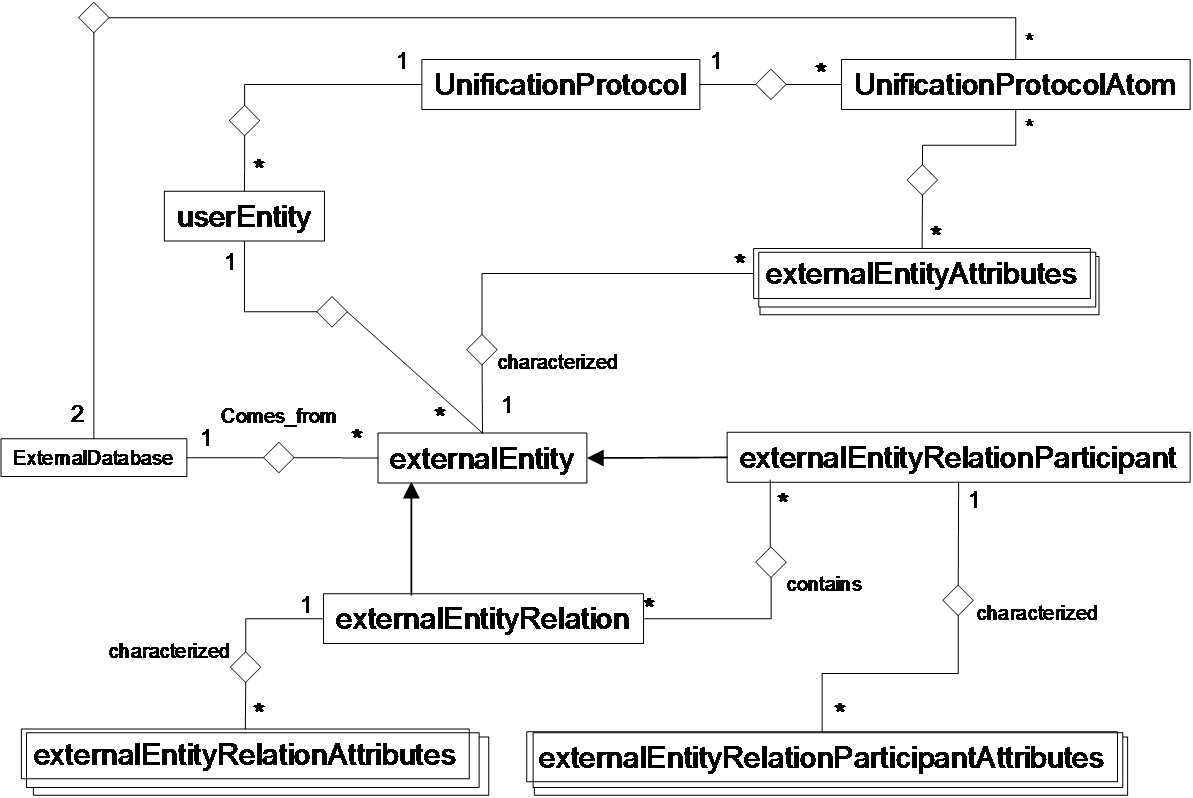 *
1
UnificationProtocol
1
*
UnificationProtocolAtom
*
*
userEntity
1
*
*
externalEntityAttributes
characterized
1
2
Comes_from
*
1
*
ExternalDatabase
externalEntity
externalEntityRelationParticipant
*
1
contains
1
externalEntityRelation
*
characterized
characterized
*
*
externalEntityRelationAttributes
externalEntityRelationParticipantAttributes